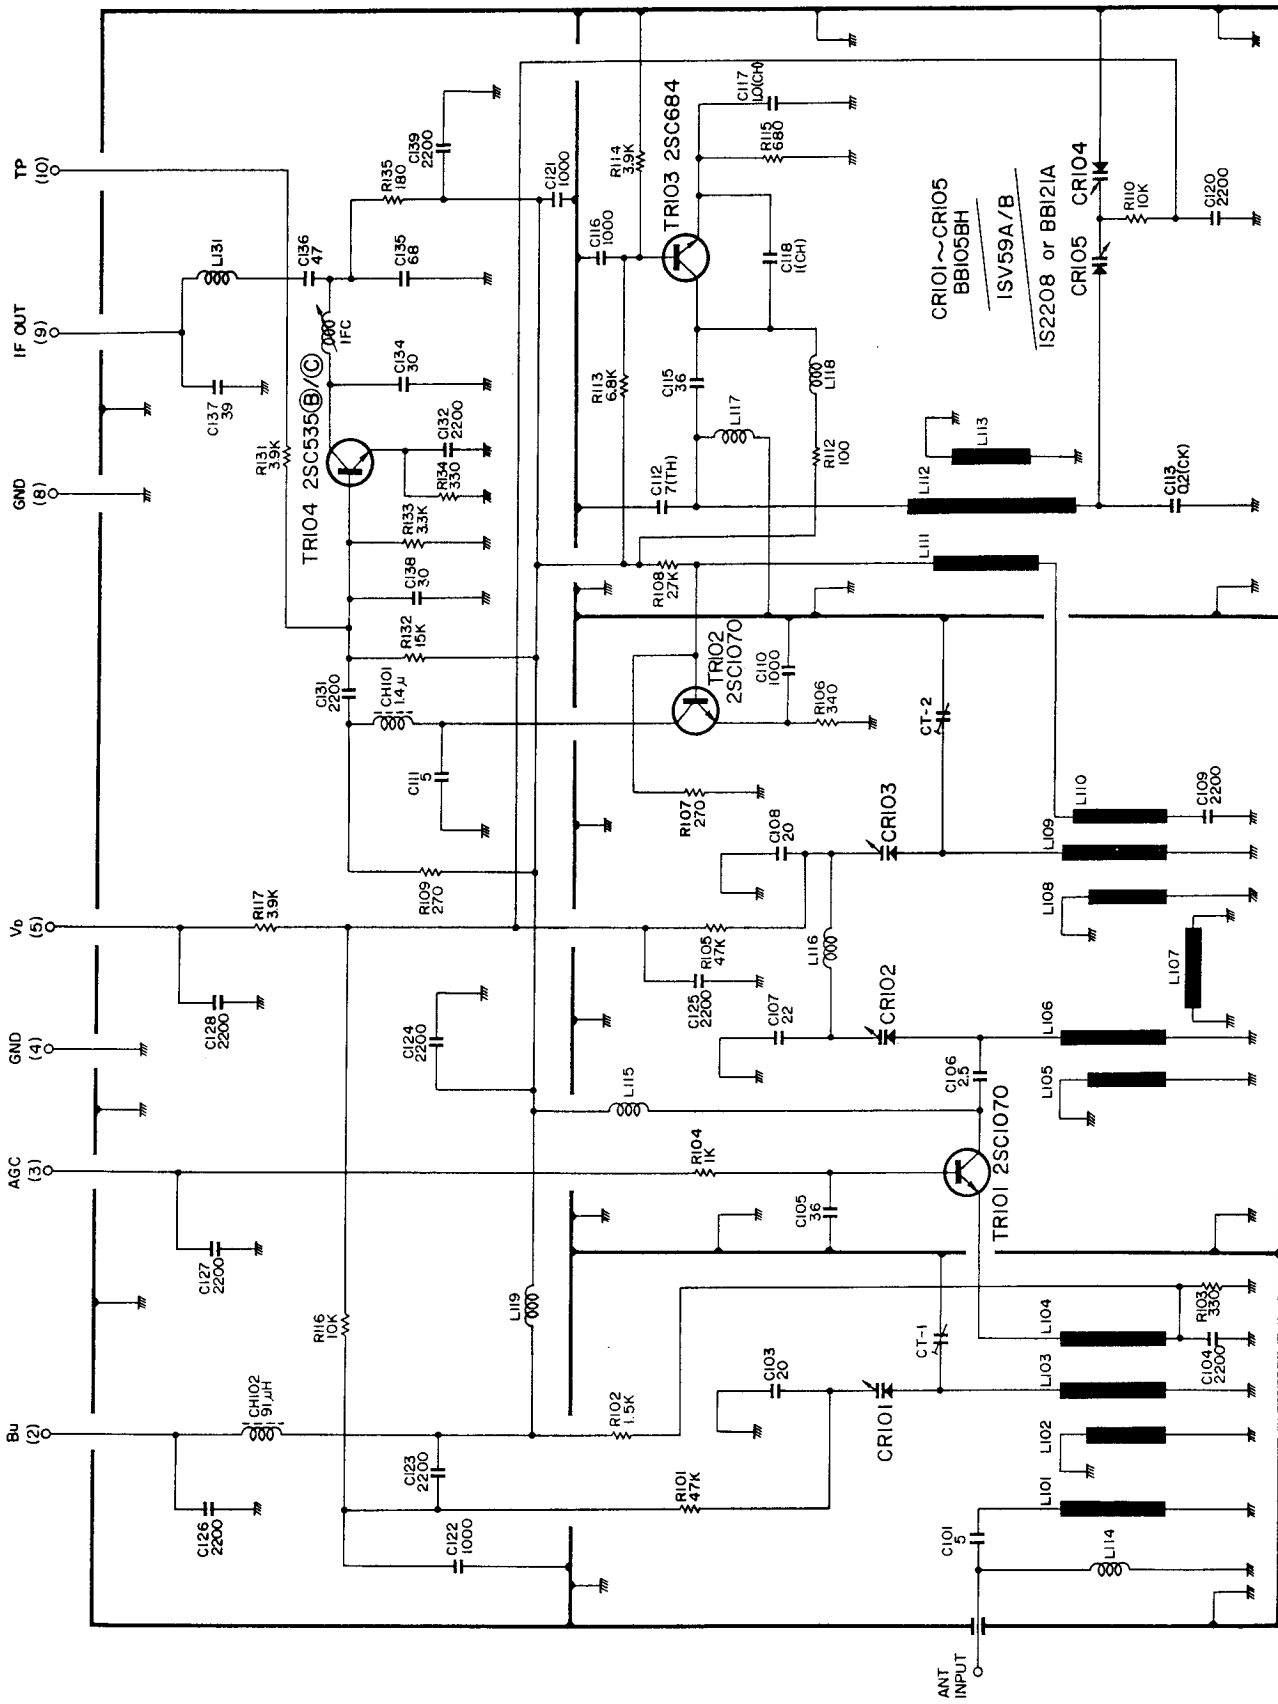 TP
(10)
IF OUT
(9)
GND
(8)
VD
(5)
GND
(4)
AGC
(3)
Bu
(2)
ANT
INPUT
L131
C136
47
C137
39
R131
3.9K
IFC
R135
180
C139
2200
C135
68
C134
30
TR104 2SC535Ⓑ/Ⓒ
C132
2200
R134
330
R133
3.3K
C138
30
R132
15K
C131
2200
CH101
1.4μ
C111
5
R109
270
R117
3.9K
C128
2200
C124
2200
C127
2200
R116
10K
L119
CH102
91μH
C126
2200
C123
2200
C122
1000
C121
1000
C116
1000
R114
3.9K
TR103 2SC684
C117
10(CH)
R115
680
C118
1(CH)
R113
6.8K
C115
36
L118
L117
R112
100
C112
7(TH)
R108
2.7K
L111
L112
L113
C113
0.2(CK)
CR101~CR105
BB105BH
1SV59A/B
1S2208 or BB121A
CR105
CR104
R110
10K
C120
2200
TR102
2SC1070
C110
1000
R106
340
R107
270
CT-2
C108
20
CR103
R105
47K
C125
2200
L116
C107
22
CR102
L110
C109
2200
L109
L108
L107
L106
L105
C106
2.5
L115
R104
1K
C105
36
TR101 2SC1070
CT-1
R103
330
L104
C104
2200
L103
L102
L101
C103
20
CR101
R102
1.5K
R101
47K
C101
5
L114